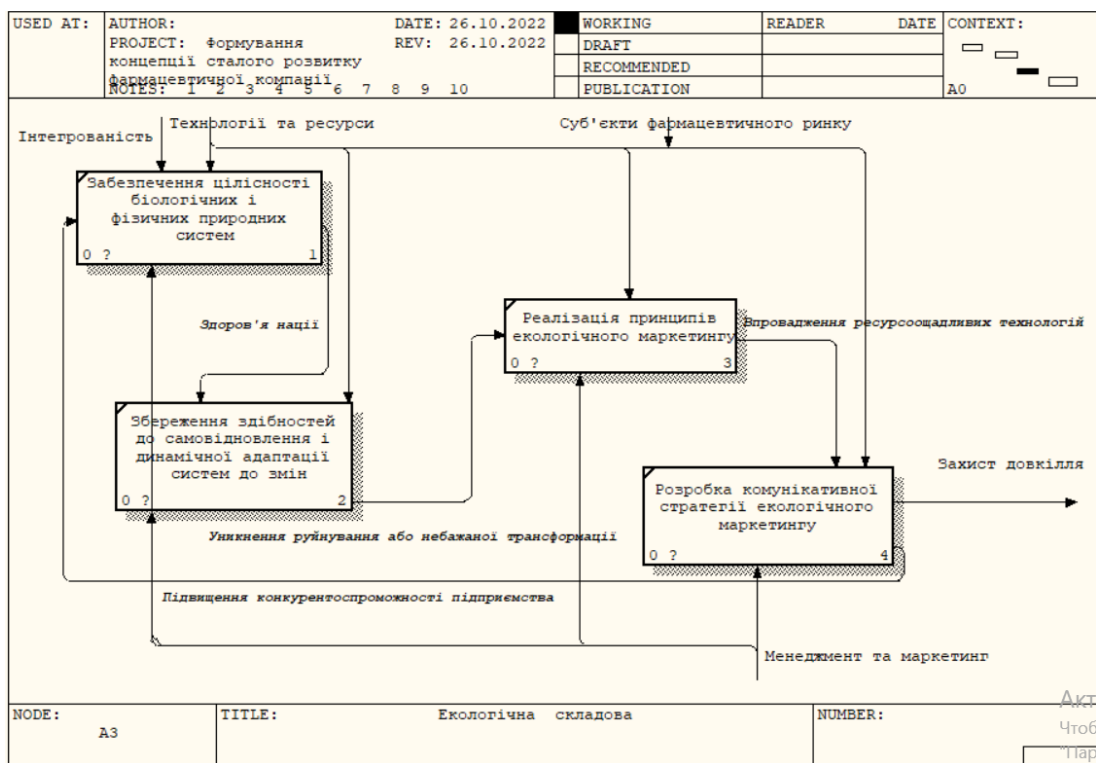 USED AT:
AUTHOR:
DATE: 26.10.2022
PROJECT: Формування
концепції сталого розвитку
фармацевтичної компанії
REV: 26.10.2022
NOTES: 1 2 3 4 5 6 7 8 9 10
WORKING
DRAFT
RECOMMENDED
PUBLICATION
READER
DATE
CONTEXT:
A0
Інтегрованість
Технології та ресурси
Суб'єкти фармацевтичного ринку
Забезпечення цілісності
біологічних і
фізичних природних
систем
0 ?
1
Здоров'я нації
Реалізація принципів
екологічного маркетингу
0 ?
3
Впровадження ресурсоощадливих технологій
Збереження здібностей
до самовідновлення і
динамічної адаптації
систем до змін
0 ?
2
Захист довкілля
Розробка комунікативної
стратегії екологічного
маркетингу
0 ?
4
Уникнення руйнування або небажаної трансформації
Підвищення конкурентоспроможності підприємства
Менеджмент та маркетинг
NODE:
A3
TITLE:
Екологічна складова
NUMBER:
Акт
Чтоб
"Пар